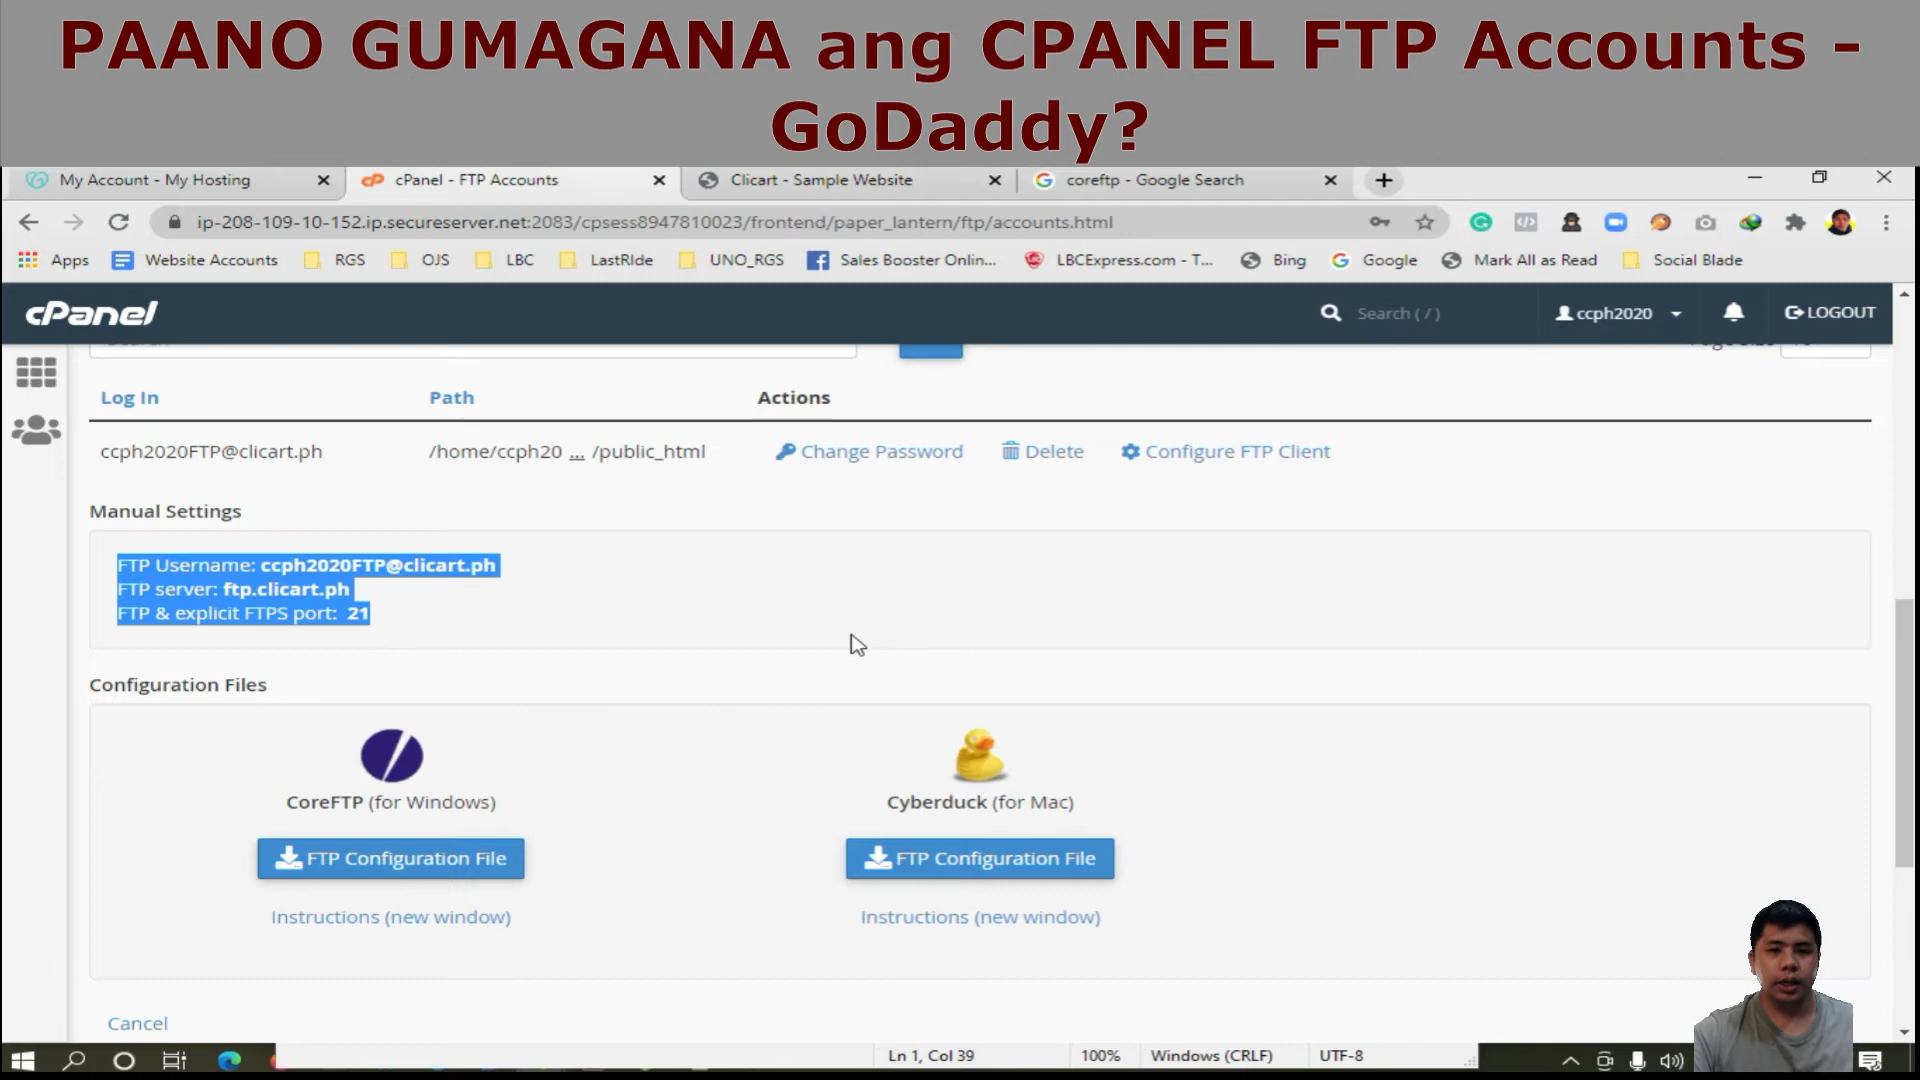 PAANO GUMAGANA ang CPANEL FTP Accounts -
GoDaddy?
My Account - My Hosting
cPanel - FTP Accounts
Clicart - Sample Website
coreftp - Google Search
ip-208-109-10-152.ip.secureserver.net:2083/cpsess8947810023/frontend/paper_lantern/ftp/accounts.html
Apps
Website Accounts
RGS
OJS
LBC
LastRIde
UNO_RGS
Sales Booster Onlin...
LBCExpress.com - T...
Bing
Google
Mark All as Read
Social Blade
cPanel
Search ( / )
ccph2020
LOGOUT
Log In
Path
Actions
ccph2020FTP@clicart.ph
/home/ccph20 ... /public_html
Change Password
Delete
Configure FTP Client
Manual Settings
FTP Username: ccph2020FTP@clicart.ph
FTP server: ftp.clicart.ph
FTP & explicit FTPS port: 21
Configuration Files
CoreFTP (for Windows)
Cyberduck (for Mac)
FTP Configuration File
FTP Configuration File
Instructions (new window)
Instructions (new window)
Cancel
Ln 1, Col 39
100%
Windows (CRLF)
UTF-8